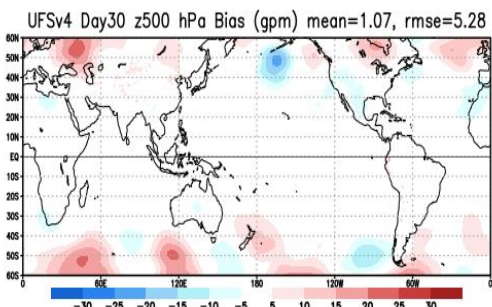 UFSv4 Day30 z500 hPa Bias (gpm) mean=1.07, rmse=5.28
60N
50N
40N
30N
20N
10N
EQ
10S
20S
30S
40S
50S
60S
0 60E 120E 180 120W 60W 0
-30 -25 -20 -15 -10 -5 5 10 15 20 25 30